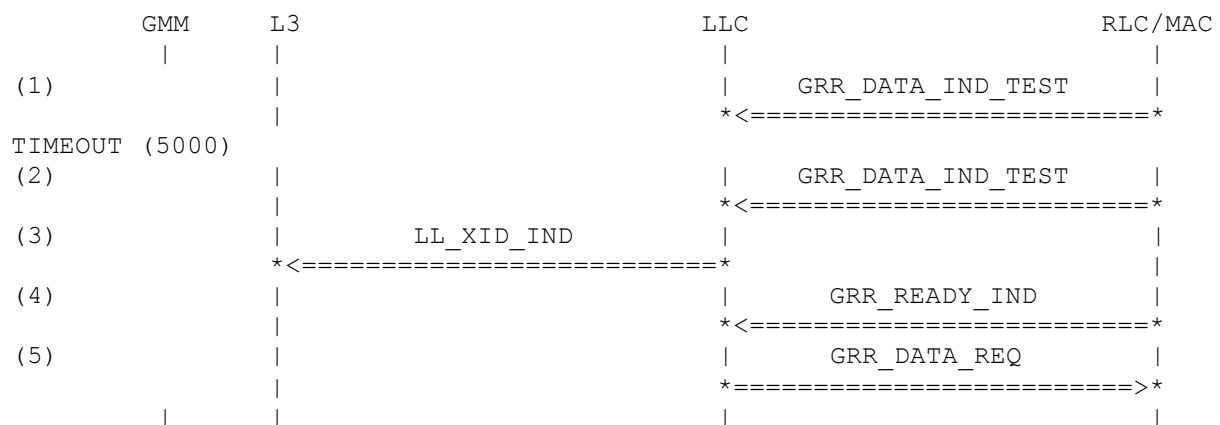 GMM L3 LLC RLC/MAC
| | | |
(1) | | GRR_DATA_IND_TEST |
| *<=========================*
TIMEOUT (5000)
(2) | | GRR_DATA_IND_TEST |
| *<=========================*
(3) | LL_XID_IND | |
*<==========================* |
(4) | | GRR_READY_IND |
| *<=========================*
(5) | | GRR_DATA_REQ |
| *=========================>*
| | | |